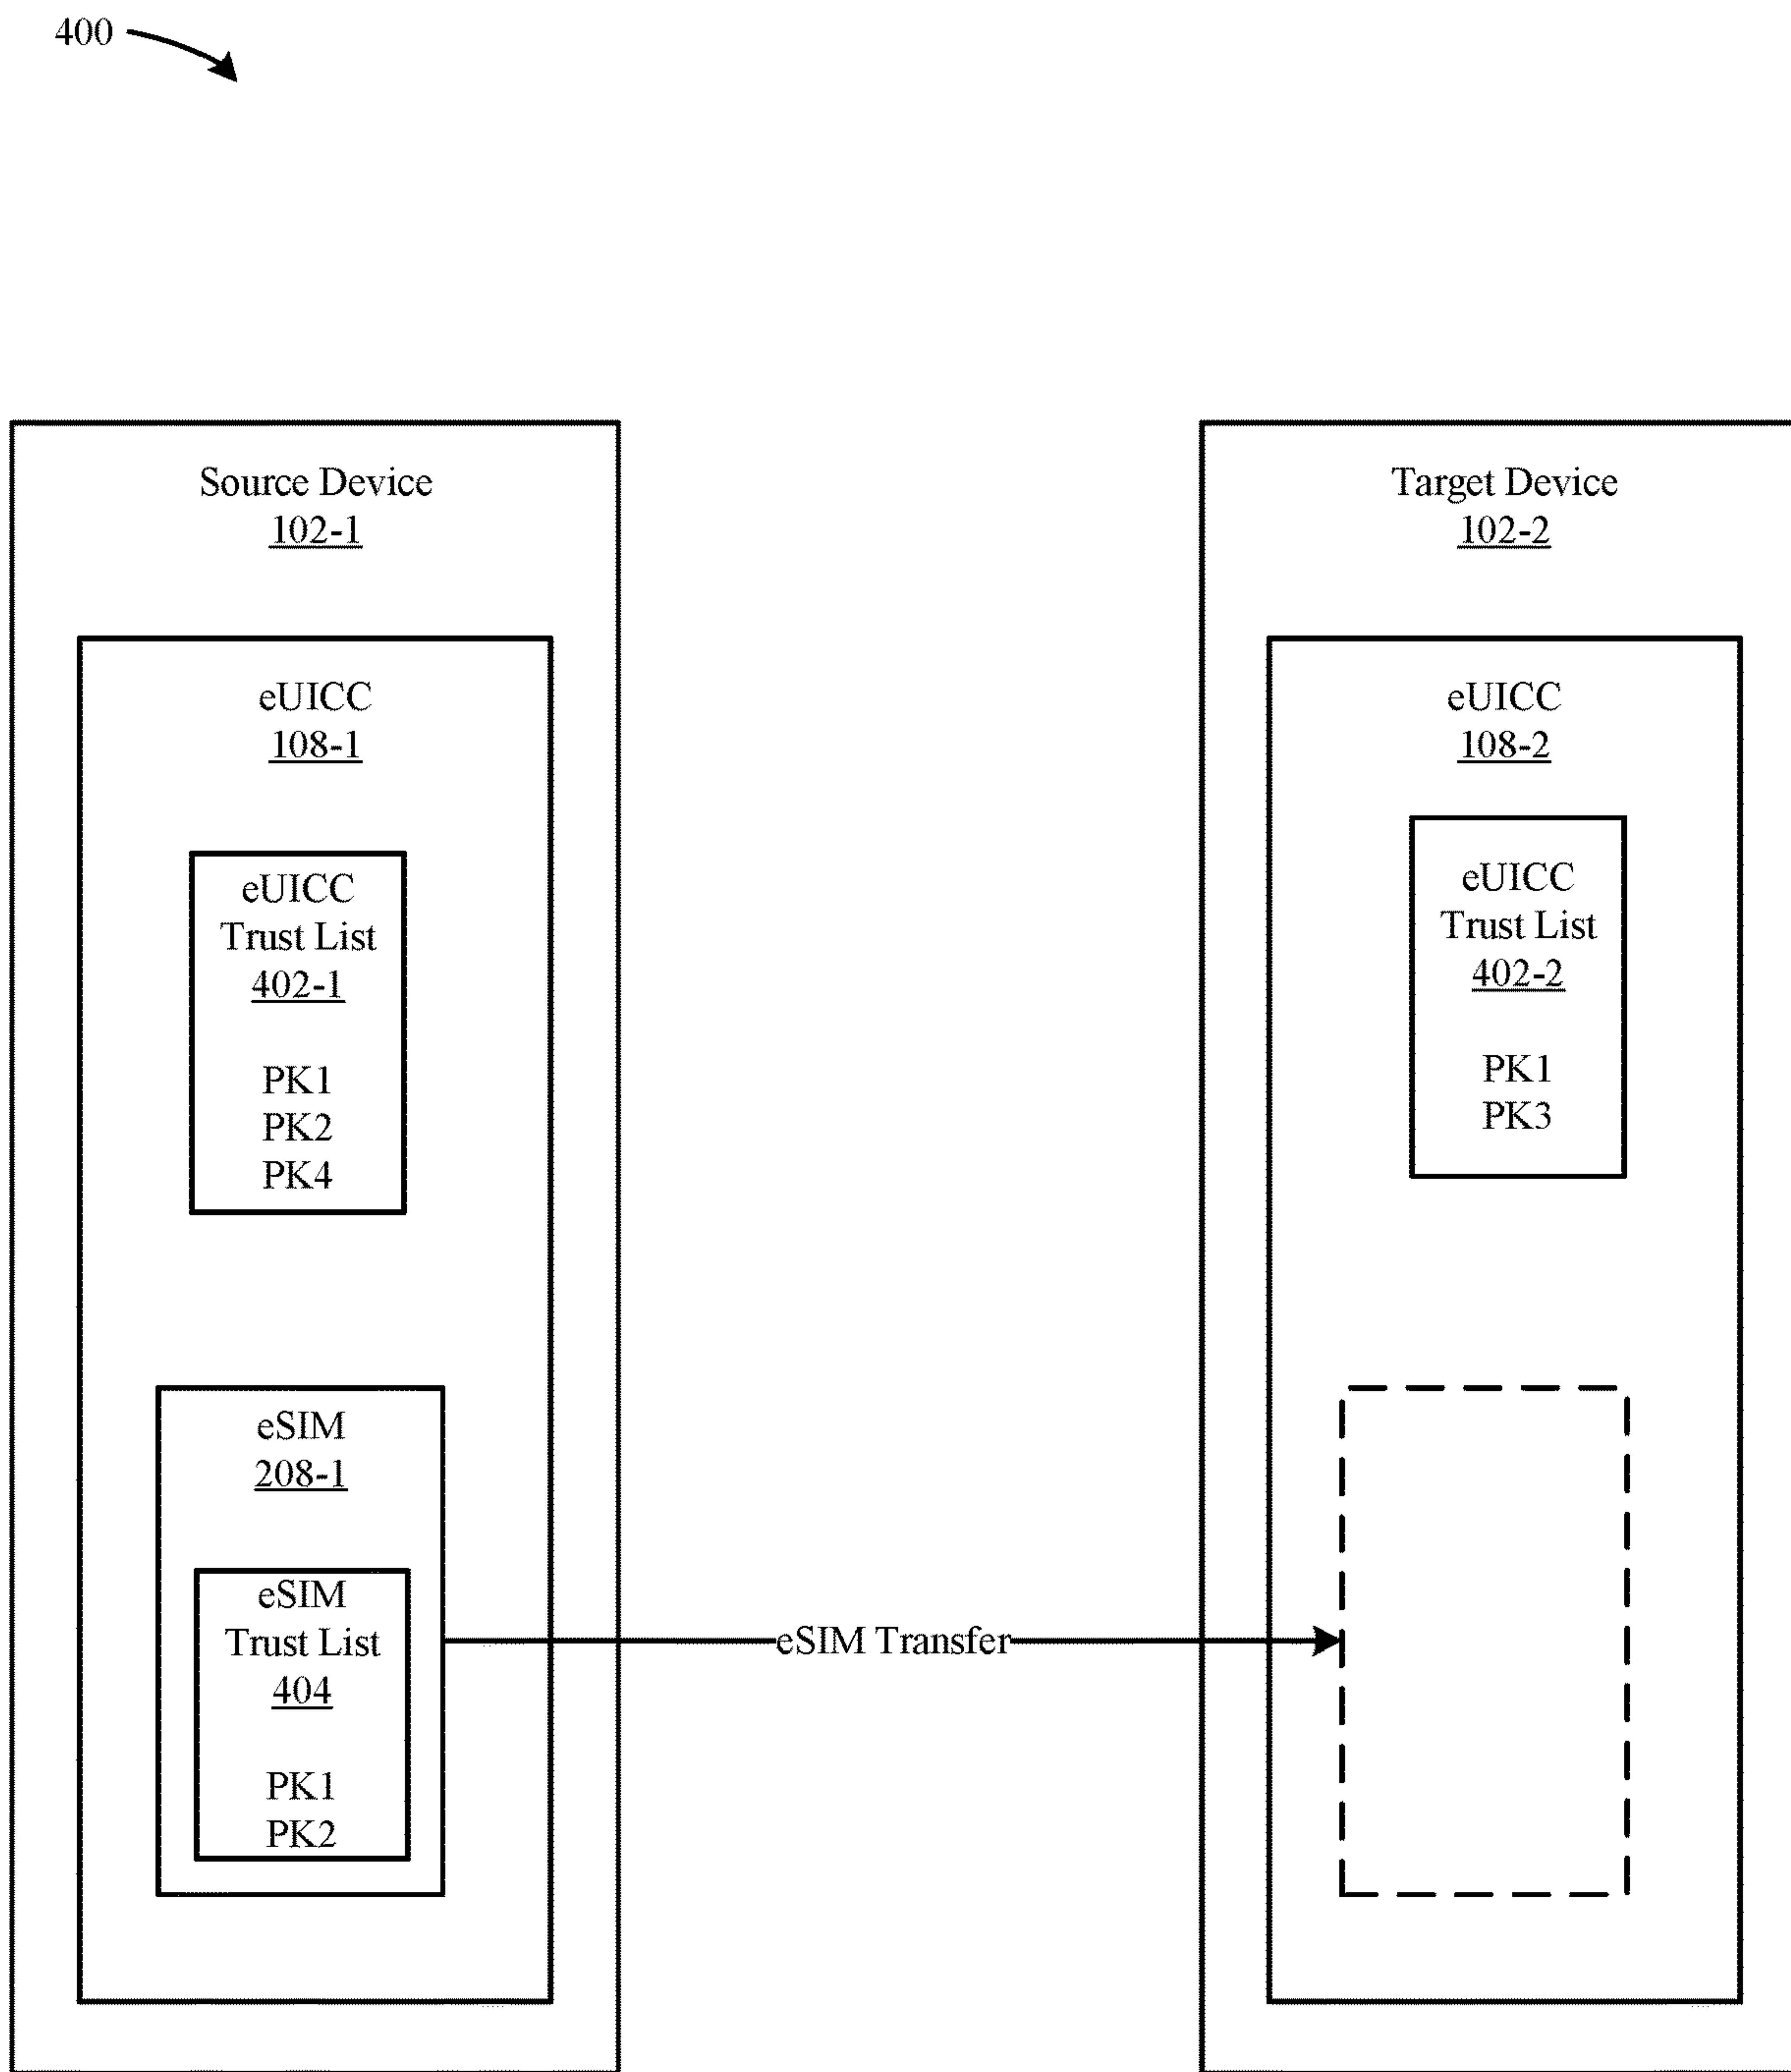 400
Source Device
102-1
eUICC
108-1
eUICC
Trust List
402-1
PK1
PK2
PK4
eSIM
208-1
eSIM
Trust List
404
PK1
PK2
eSIM Transfer
Target Device
102-2
eUICC
108-2
eUICC
Trust List
402-2
PK1
PK3